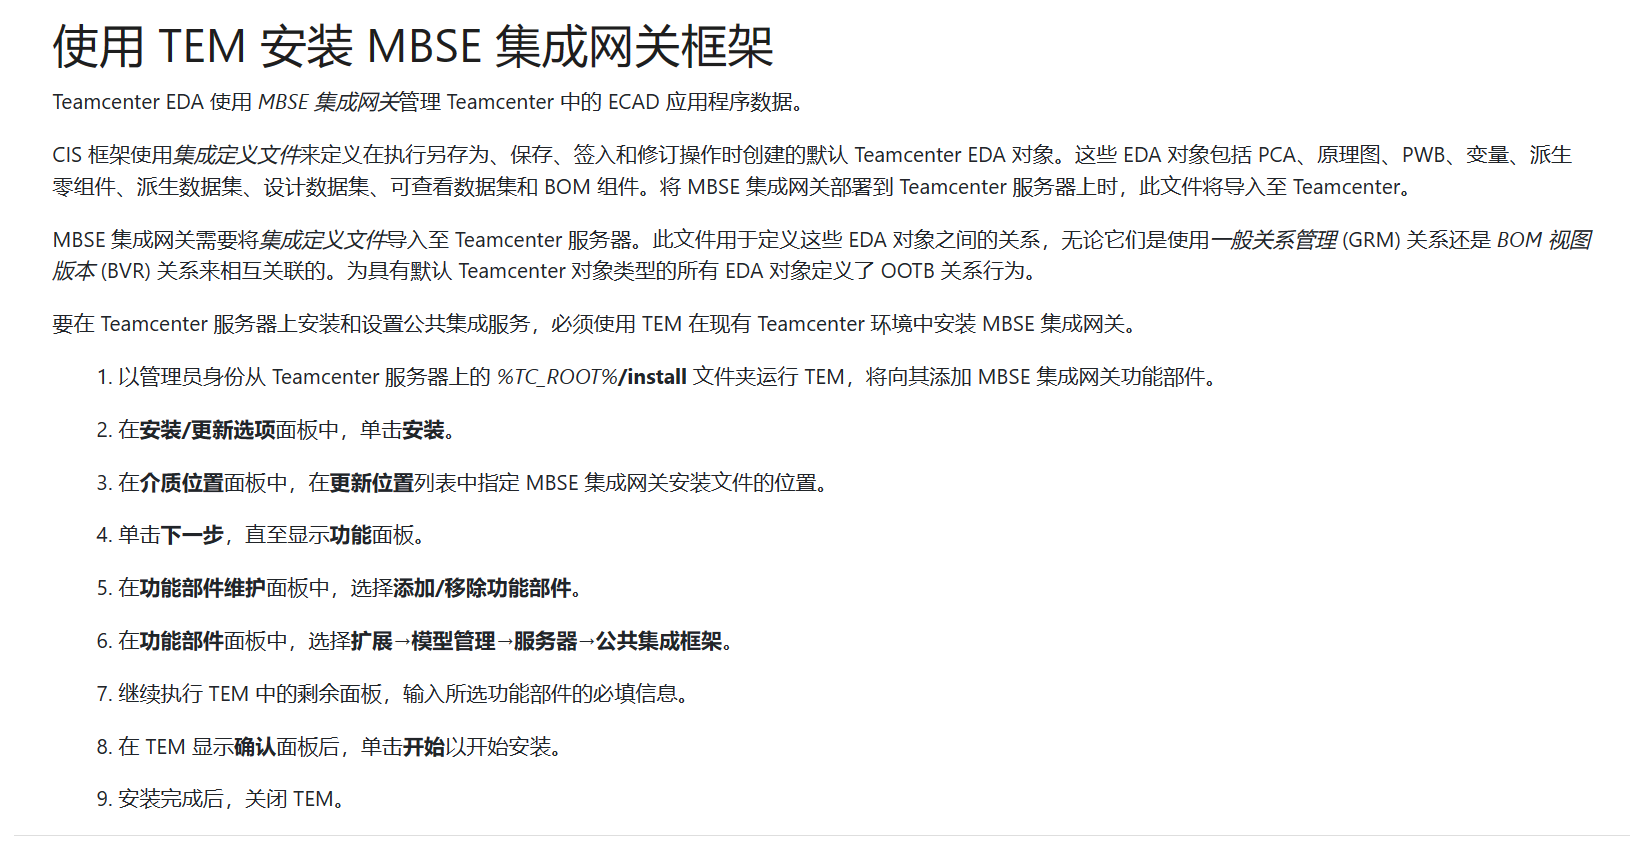 使用 TEM 安装 MBSE 集成网关框架
Teamcenter EDA 使用 MBSE 集成网关管理 Teamcenter 中的 ECAD 应用程序数据。
CIS 框架使用集成定义文件来定义在执行另存为、保存、签入和修订操作时创建的默认 Teamcenter EDA 对象。这些 EDA 对象包括 PCA、原理图、PWB、变量、派生
零组件、派生数据集、设计数据集、可查看数据集和 BOM 组件。将 MBSE 集成网关部署到 Teamcenter 服务器上时，此文件将导入至 Teamcenter。
MBSE 集成网关需要将集成定义文件导入至 Teamcenter 服务器。此文件用于定义这些 EDA 对象之间的关系，无论它们是使用一般关系管理 (GRM) 关系还是 BOM 视图
版本 (BVR) 关系来相互关联的。为具有默认 Teamcenter 对象类型的所有 EDA 对象定义了 OOTB 关系行为。
要在 Teamcenter 服务器上安装和设置公共集成服务，必须使用 TEM 在现有 Teamcenter 环境中安装 MBSE 集成网关。
1. 以管理员身份从 Teamcenter 服务器上的 %TC_ROOT%/install 文件夹运行 TEM，将向其添加 MBSE 集成网关功能部件。
2. 在安装/更新选项面板中，单击安装。
3. 在介质位置面板中，在更新位置列表中指定 MBSE 集成网关安装文件的位置。
4. 单击下一步，直至显示功能面板。
5. 在功能部件维护面板中，选择添加/移除功能部件。
6. 在功能部件面板中，选择扩展→模型管理→服务器→公共集成框架。
7. 继续执行 TEM 中的剩余面板，输入所选功能部件的必填信息。
8. 在 TEM 显示确认面板后，单击开始以开始安装。
9. 安装完成后，关闭 TEM。